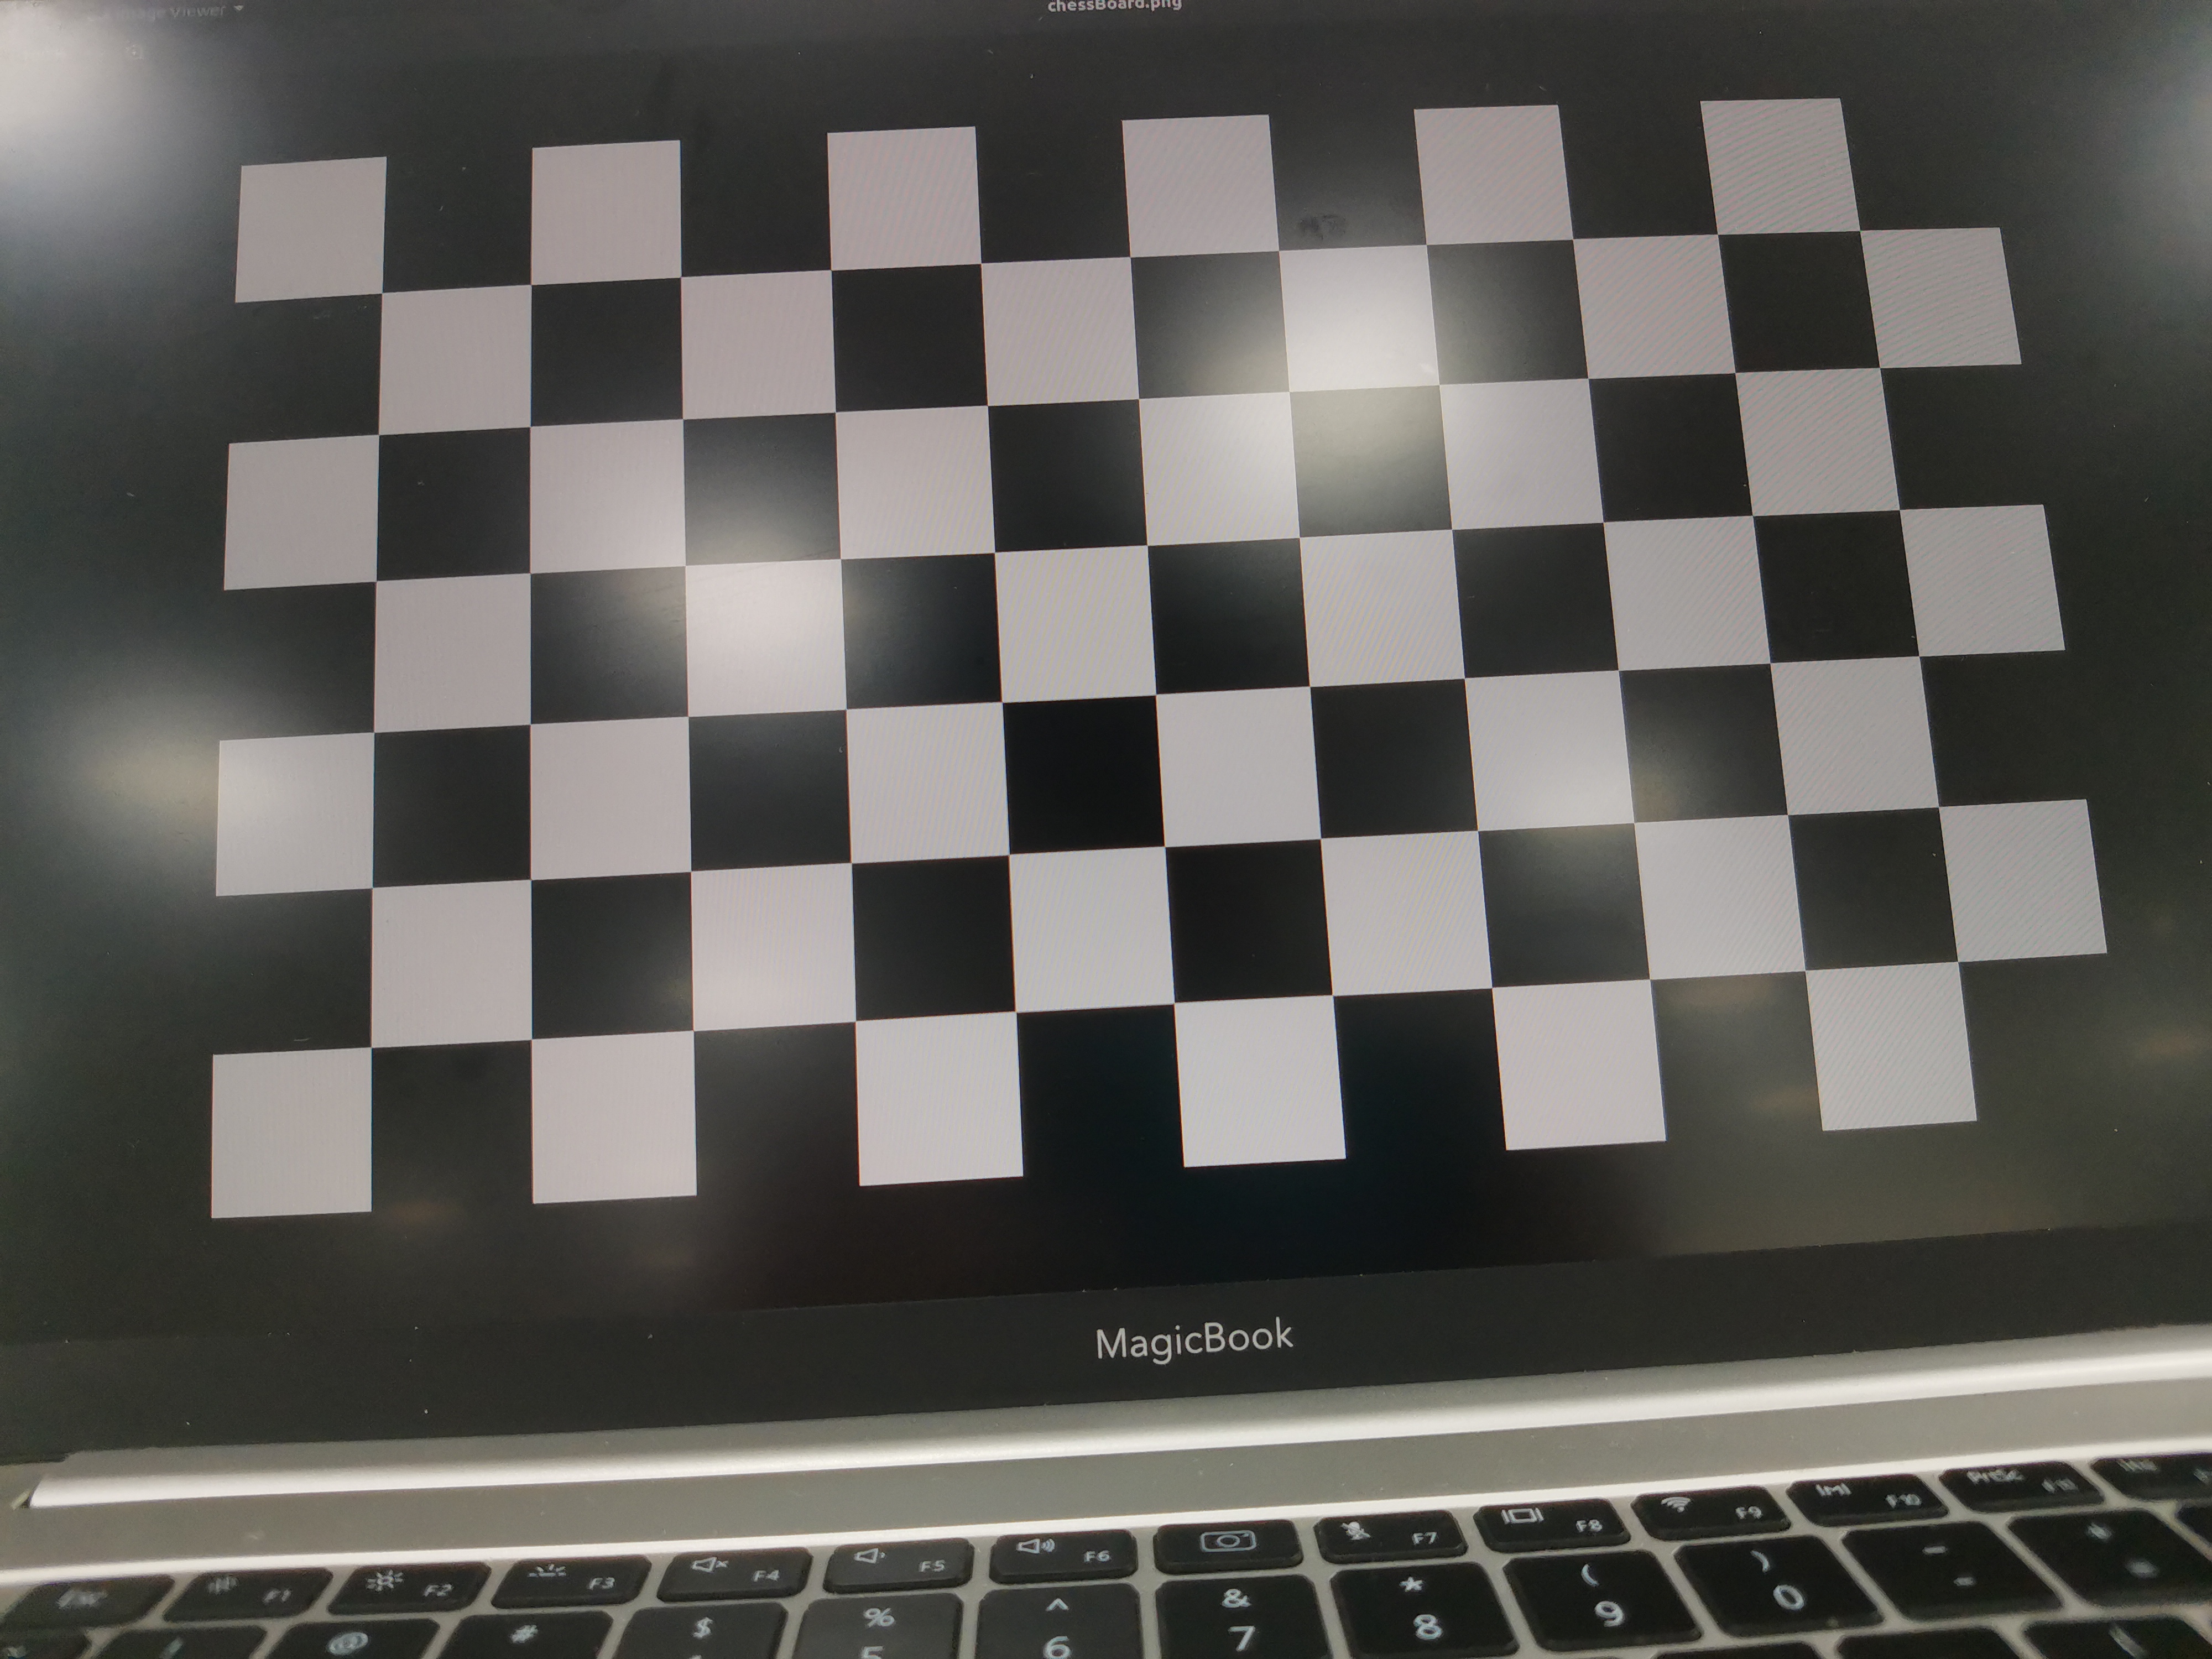 Image Viewer
chessBoard.png
MagicBook
Esc F1 F2 F3 F4 F5 F6 F7 F8 F9 F10 PrtSc F11
@ # $ % ^ & * ( ) - 
5 6 7 8 9 0 =